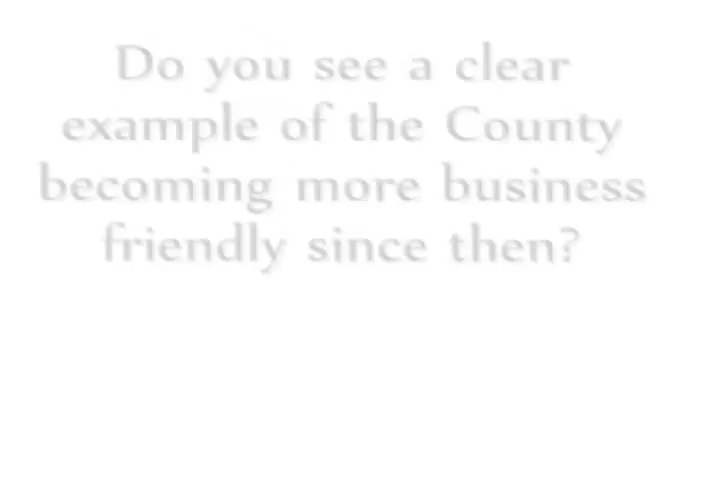 Do you see a clear
example of the County
becoming more business
friendly since then?